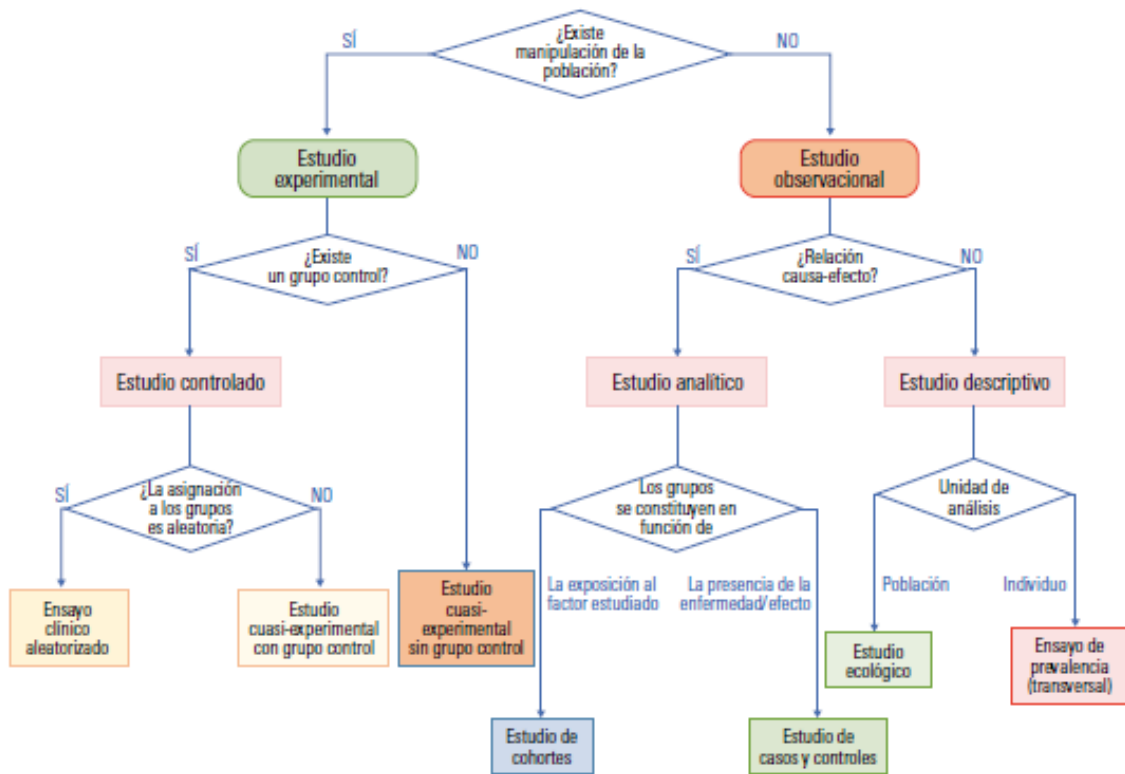 ¿Existe
manipulación de la
población?
SÍ
NO
Estudio
experimental
Estudio
observacional
SÍ
¿Existe
un grupo control?
NO
SÍ
¿Relación
causa-efecto?
NO
Estudio controlado
Estudio analítico
Estudio descriptivo
SÍ
¿La asignación
a los grupos
es aleatoria?
NO
Los grupos
se constituyen en
función de
Unidad de
análisis
La exposición al
factor estudiado
La presencia de la
enfermedad/efecto
Población
Individuo
Ensayo
clínico
aleatorizado
Estudio
cuasi-experimental
con grupo control
Estudio
cuasi-
experimental
sin grupo control
Estudio
ecológico
Ensayo de
prevalencia
(transversal)
Estudio de
cohortes
Estudio de
casos y controles